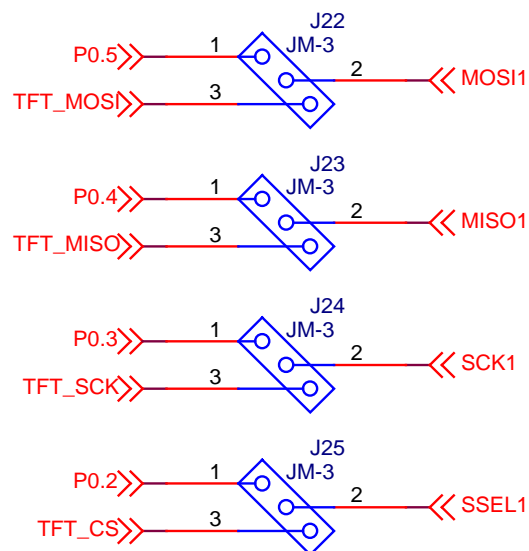 J22
JM-3
P0.5 1
2 MOSI1
TFT_MOSI 3
J23
JM-3
P0.4 1
2 MISO1
TFT_MISO 3
J24
JM-3
P0.3 1
2 SCK1
TFT_SCK 3
J25
JM-3
P0.2 1
2 SSEL1
TFT_CS 3